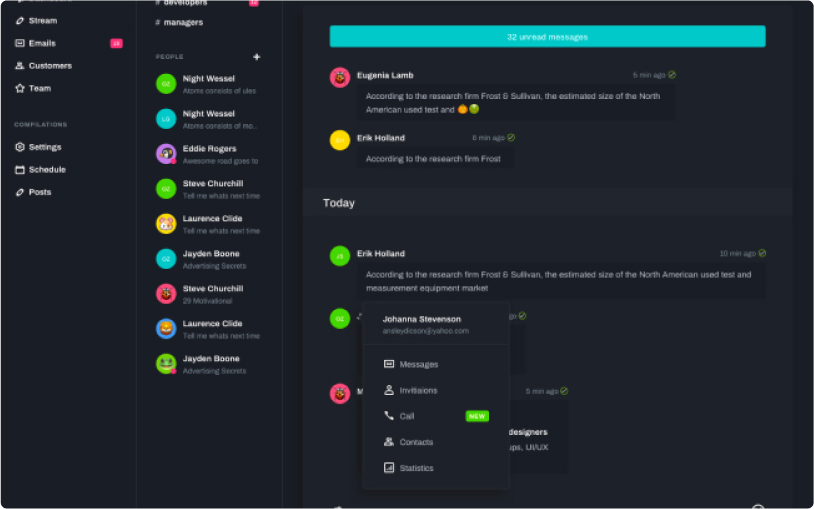 Stream
Emails
Customers
Team
COMPILATIONS
Settings
Schedule
Posts
# developers
# managers
PEOPLE +
Night Wessel
Atoms consists of ules
Night Wessel
Atoms consists of mo..
Eddie Rogers
Awesome road goes to
Steve Churchill
Tell me whats next time
Laurence Clide
Tell me whats next time
Jayden Boone
Advertising Secrets
Steve Churchill
29 Motivational
Laurence Clide
Tell me whats next time
Jayden Boone
Advertising Secrets
32 unread messages
Eugenia Lamb 5 min ago
According to the research firm Frost & Sullivan, the estimated size of the North
American used test and
Erik Holland 6 min ago
According to the research firm Frost
Today
Erik Holland 10 min ago
According to the research firm Frost & Sullivan, the estimated size of the North American used test and
measurement equipment market
OZ
Johanna Stevenson
ansleydicson@yahoo.com
Messages
Invitiaions
Call NEW
Contacts
Statistics
5 min ago
designers
ups, UI/UX